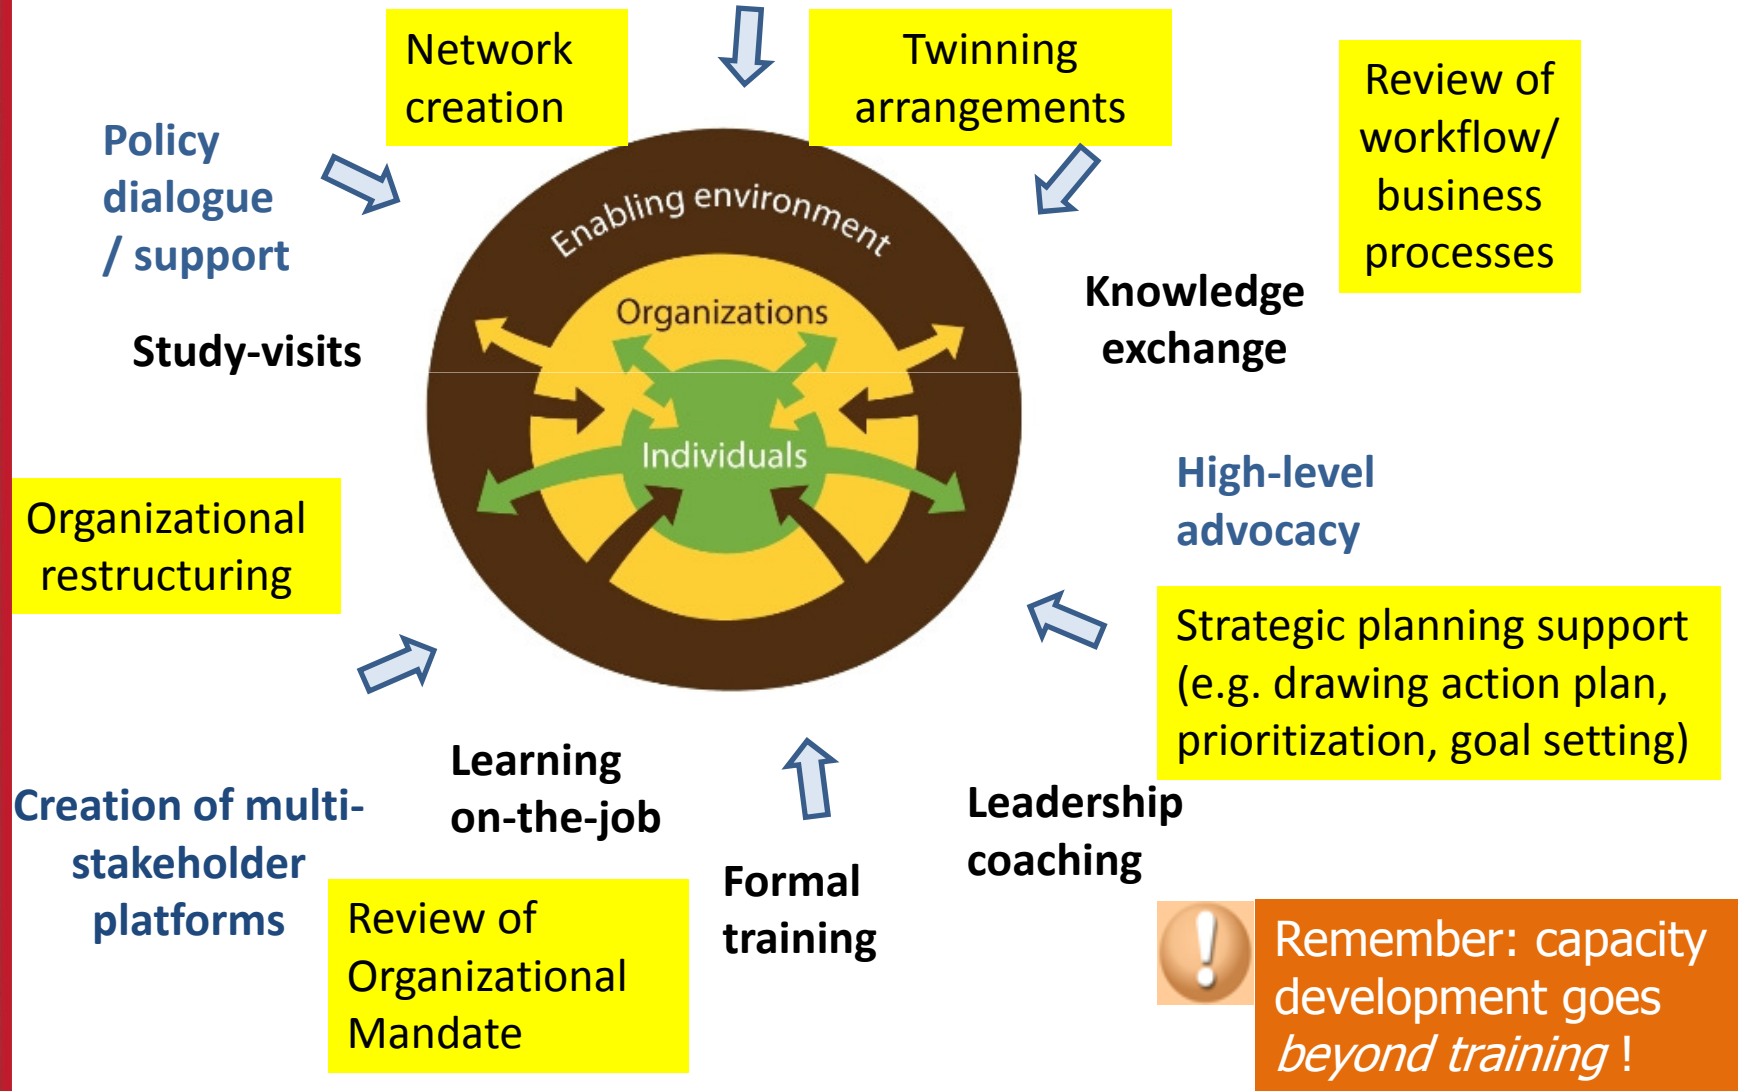 Network
creation
Twinning
arrangements
Review of
workflow/
business
processes
Policy
dialogue
/ support
Enabling environment
Organizations
Individuals
Study-visits
Knowledge
exchange
High-level
advocacy
Organizational
restructuring
Strategic planning support
(e.g. drawing action plan,
prioritization, goal setting)
Learning
on-the-job
Leadership
coaching
Creation of multi-
stakeholder
platforms
Formal
training
Review of
Organizational
Mandate
Remember: capacity
development goes
beyond training !